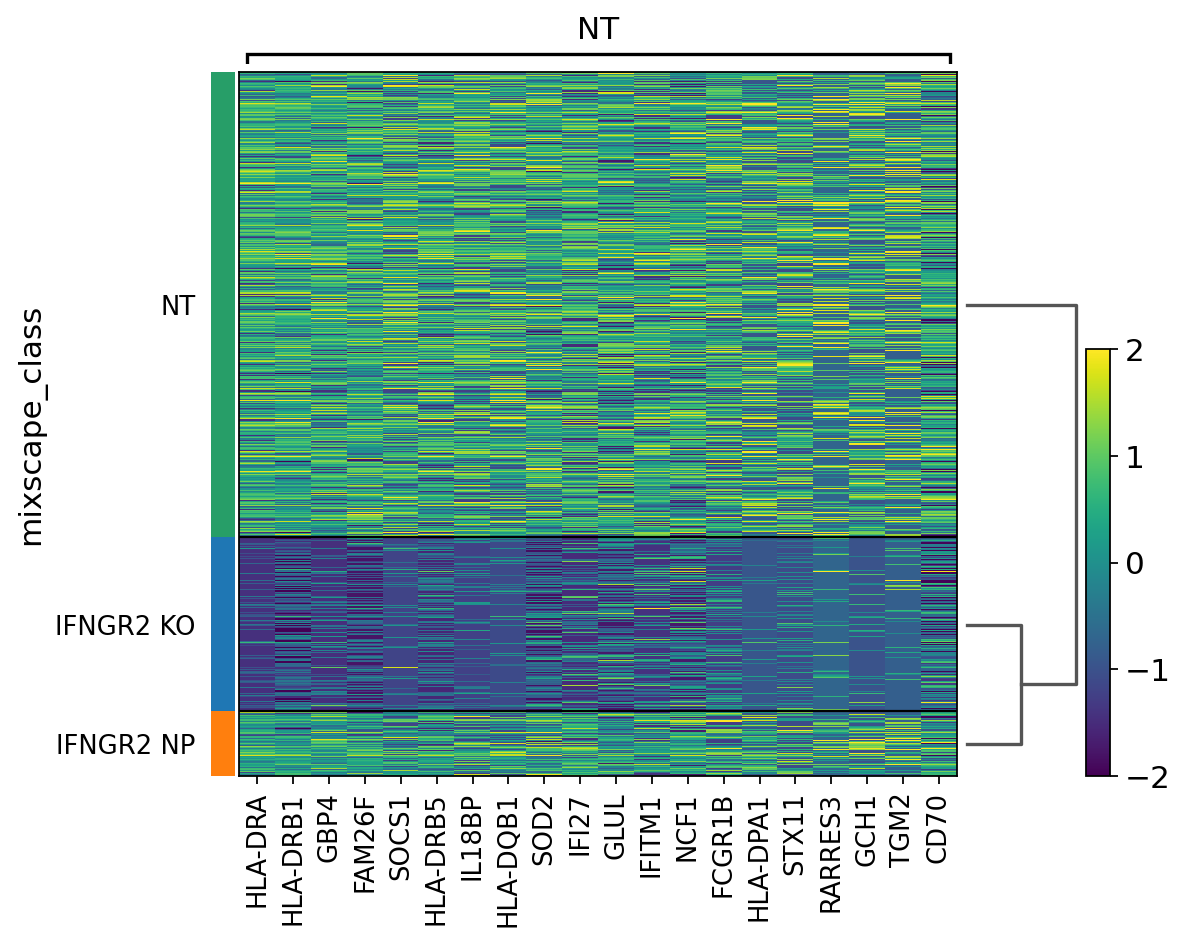 NT
mixscape_class
NT
IFNGR2 KO
IFNGR2 NP
2
1
0
−1
−2
HLA-DRA
HLA-DRB1
GBP4
FAM26F
SOCS1
HLA-DRB5
IL18BP
HLA-DQB1
SOD2
IFI27
GLUL
IFITM1
NCF1
FCGR1B
HLA-DPA1
STX11
RARRES3
GCH1
TGM2
CD70